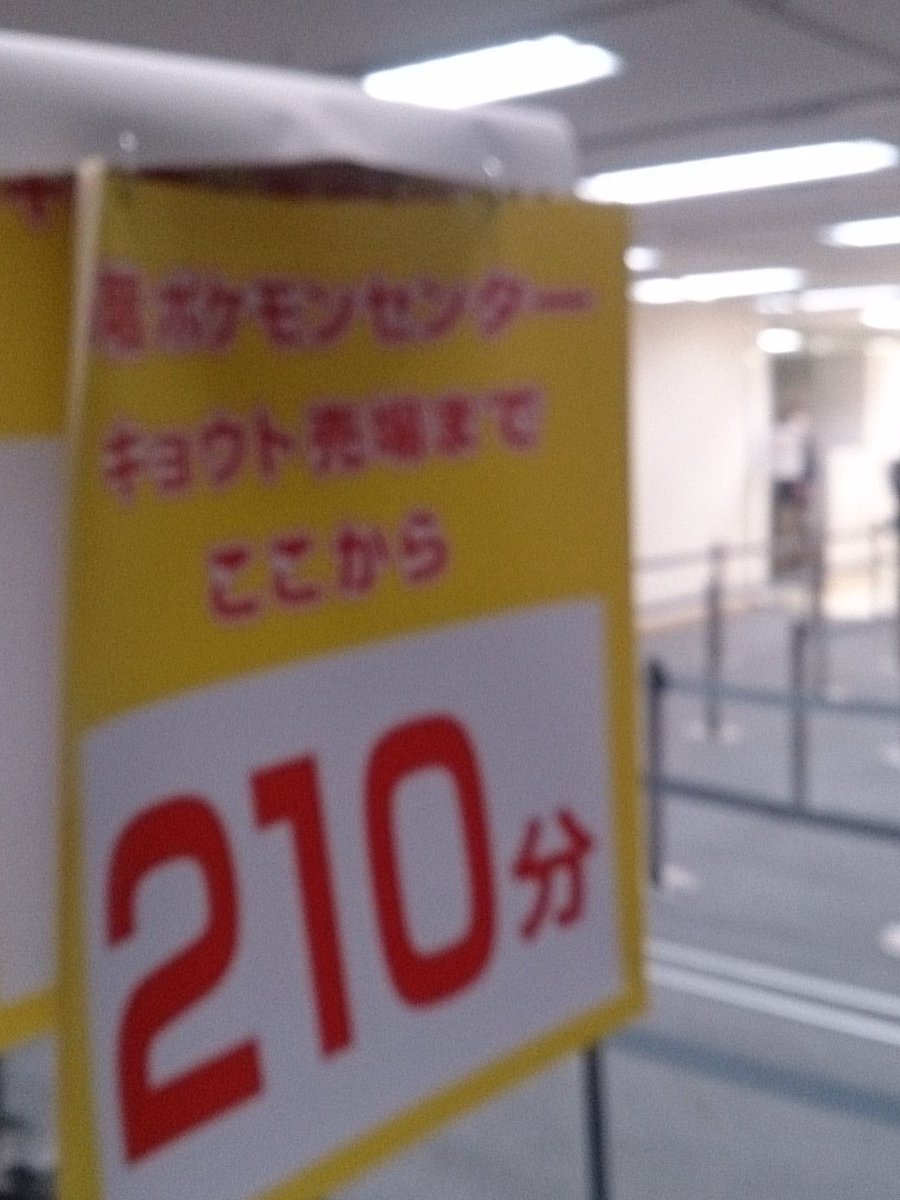 ポケモンセンター
キョウト売場まで
ここから
210分